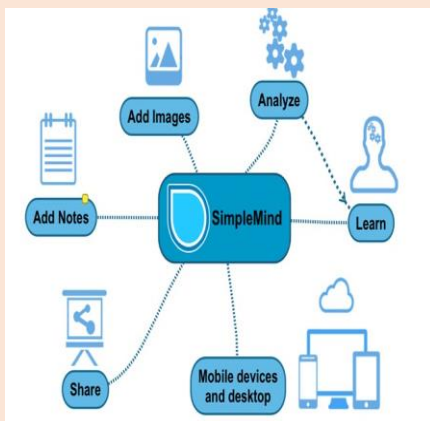 Add Images
Analyze
Add Notes
SimpleMind
Learn
Share
Mobile devices
and desktop